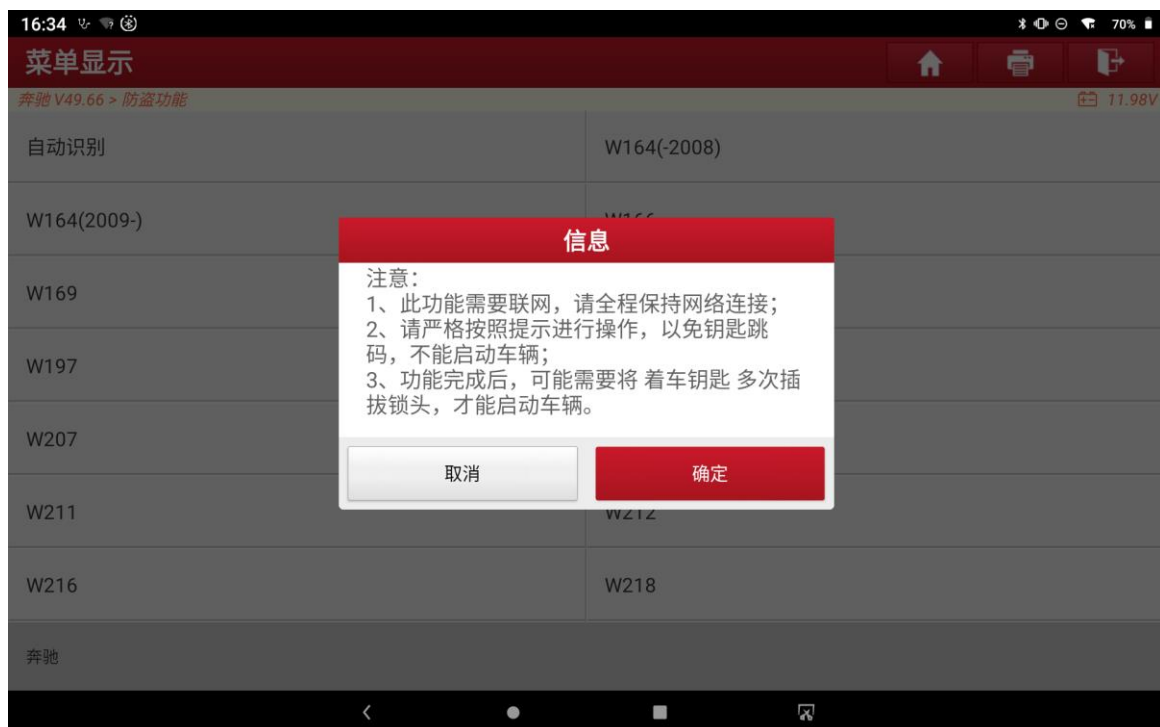 16:34
70%
菜单显示
奔驰 V49.66 > 防盗功能
11.98V
自动识别
W164(-2008)
W164(2009-)
W169
W197
W207
W211
W212
W216
W218
奔驰
信息
注意:
1、此功能需要联网，请全程保持网络连接；
2、请严格按照提示进行操作，以免钥匙跳
码，不能启动车辆；
3、功能完成后，可能需要将 着车钥匙 多次插
拔锁头，才能启动车辆。
取消
确定